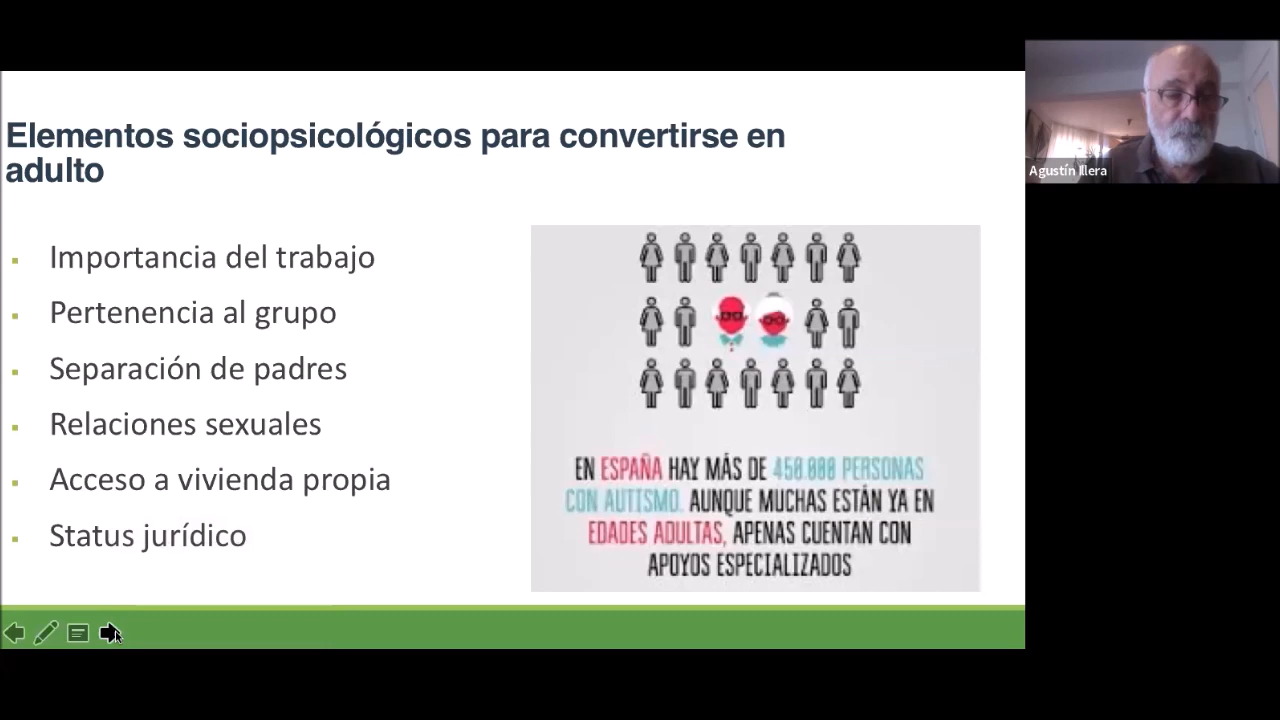 Elementos sociopsicológicos para convertirse en
adulto
Importancia del trabajo
Pertenencia al grupo
Separación de padres
Relaciones sexuales
Acceso a vivienda propia
Status jurídico
EN ESPAÑA HAY MÁS DE 450.000 PERSONAS
CON AUTISMO. AUNQUE MUCHAS ESTÁN YA EN
EDADES ADULTAS, APENAS CUENTAN CON
APOYOS ESPECIALIZADOS
Agustín Illera